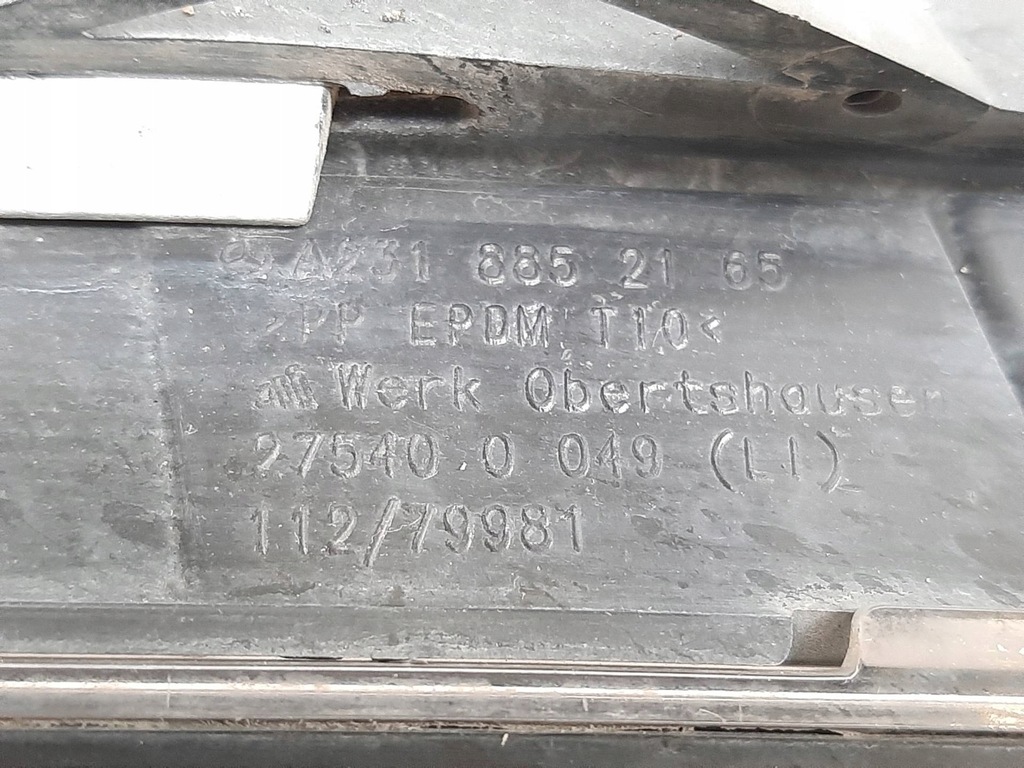 A231 885 21 65
>PP EPDM T10<
Werk Obertshausen
27540 0 049 (LI)
112/79981